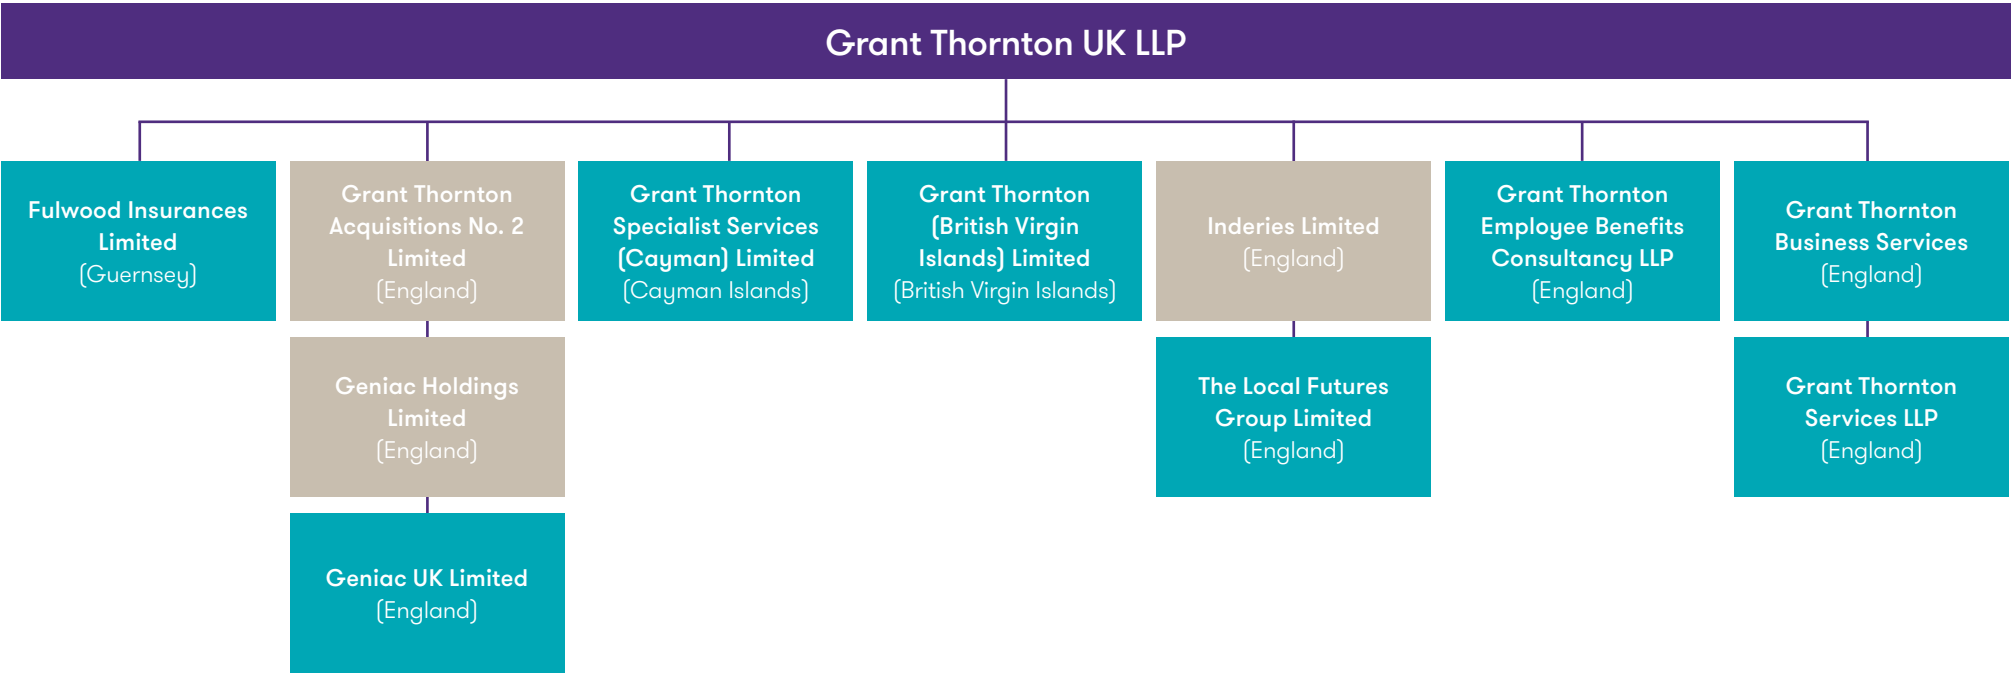 Grant Thornton UK LLP
Fulwood Insurances
Limited
(Guernsey)
Grant Thornton
Acquisitions No. 2
Limited
(England)
Grant Thornton
Specialist Services
(Cayman) Limited
(Cayman Islands)
Grant Thornton
(British Virgin
Islands) Limited
(British Virgin Islands)
Inderies Limited
(England)
Grant Thornton
Employee Benefits
Consultancy LLP
(England)
Grant Thornton
Business Services
(England)
Geniac Holdings
Limited
(England)
The Local Futures
Group Limited
(England)
Grant Thornton
Services LLP
(England)
Geniac UK Limited
(England)